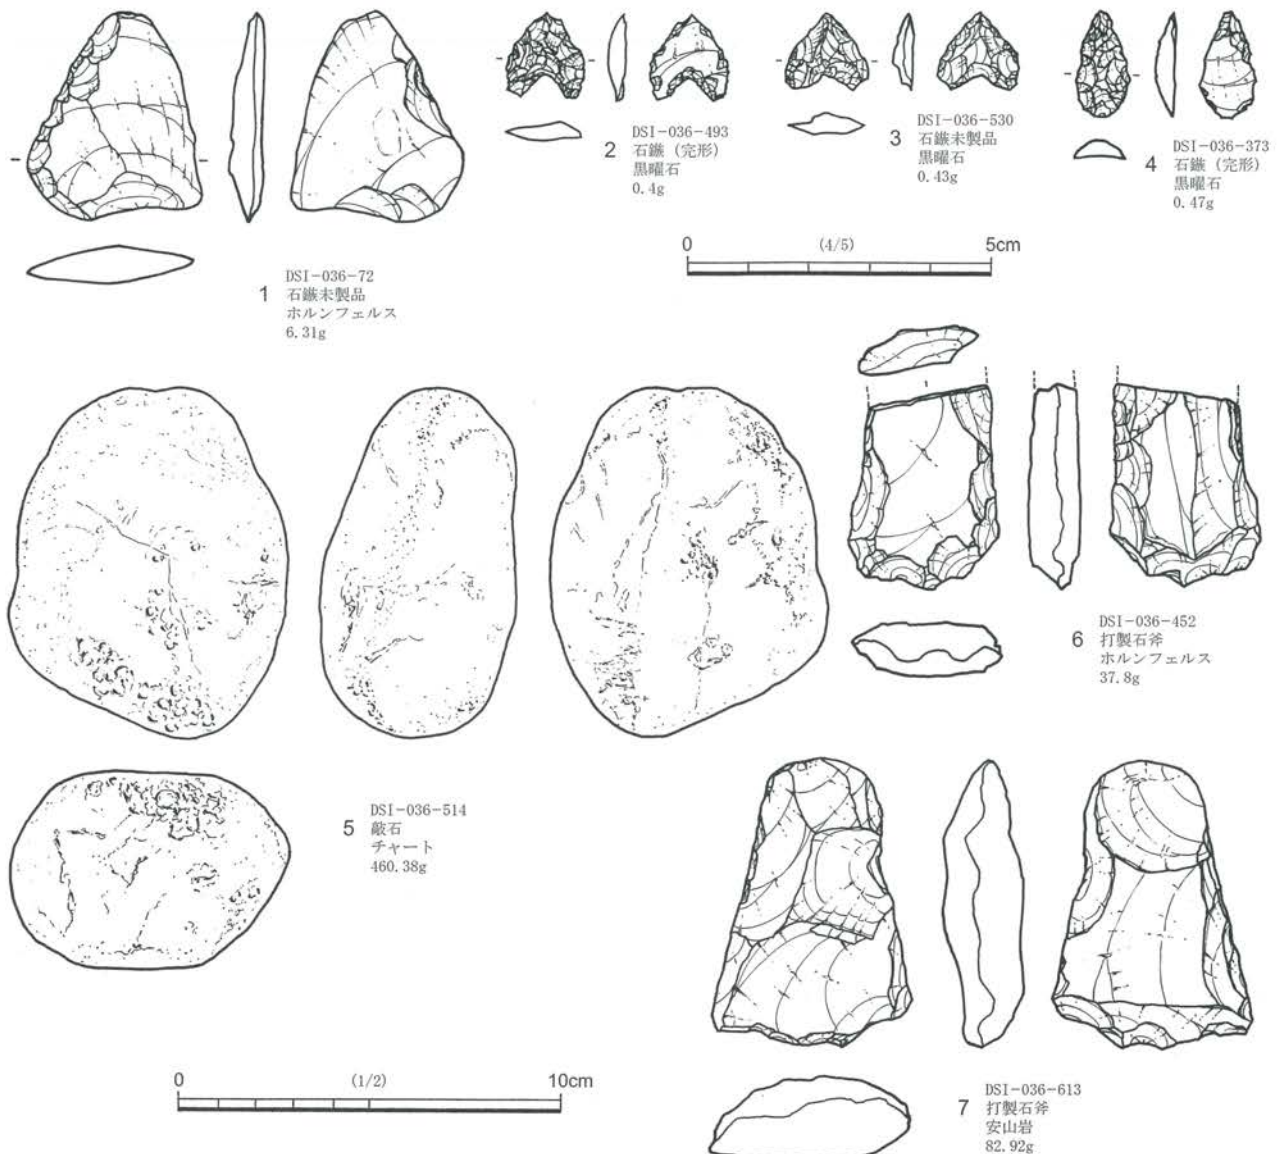 2
DSI-036-493
石鏃 (完形)
黒曜石
0.4g
3
DSI-036-530
石鏃未製品
黒曜石
0.43g
4
DSI-036-373
石鏃 (完形)
黒曜石
0.47g
0 (4/5) 5cm
1
DSI-036-72
石鏃未製品
ホルンフェルス
6.31g
6
DSI-036-452
打製石斧
ホルンフェルス
37.8g
5
DSI-036-514
敲石
チャート
460.38g
0 (1/2) 10cm
7
DSI-036-613
打製石斧
安山岩
82.92g